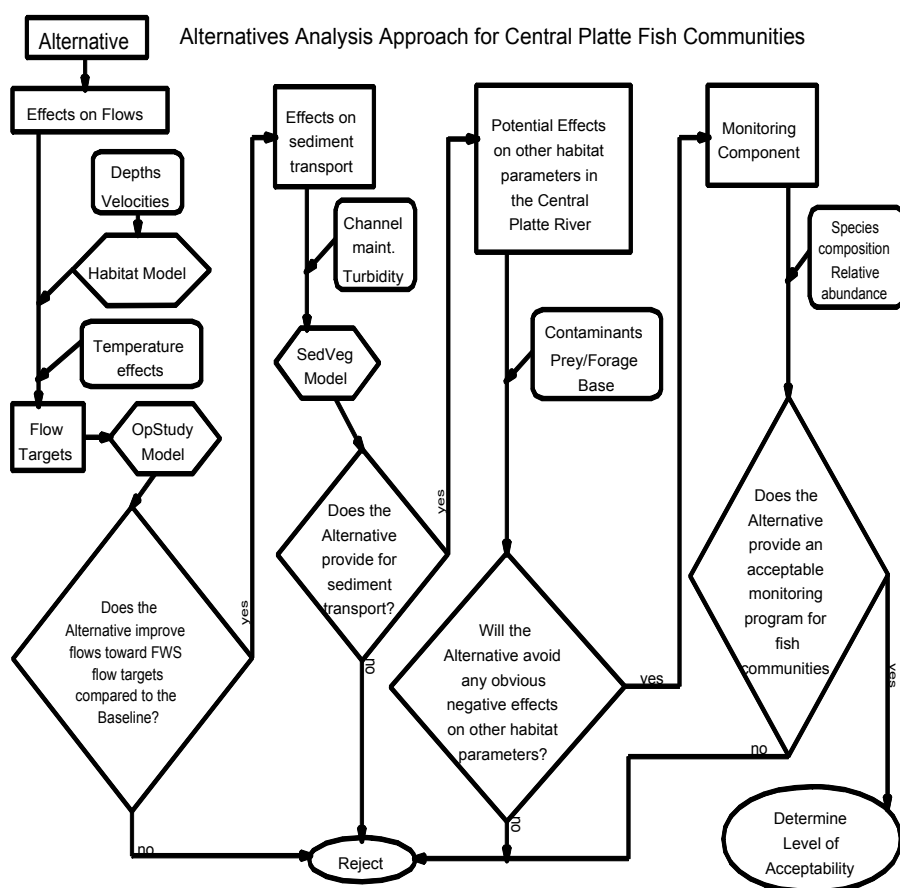 Alternatives Analysis Approach for Central Platte Fish Communities
Alternative
Effects on Flows
Depths
Velocities
Habitat Model
Temperature
effects
Flow
Targets
OpStudy
Model
Does the
Alternative improve
flows toward FWS
flow targets
compared to the
Baseline?
yes
no
Effects on
sediment
transport
Channel
maint.
Turbidity
SedVeg
Model
Does the
Alternative
provide for
sediment
transport?
yes
no
Potential Effects
on other habitat
parameters in
the Central
Platte River
Contaminants
Prey/Forage
Base
Will the
Alternative avoid
any obvious
negative effects
on other habitat
parameters?
yes
no
Monitoring
Component
Species
composition
Relative
abundance
Does the
Alternative
provide an
acceptable
monitoring
program for
fish
communities
yes
no
Reject
Determine
Level of
Acceptability